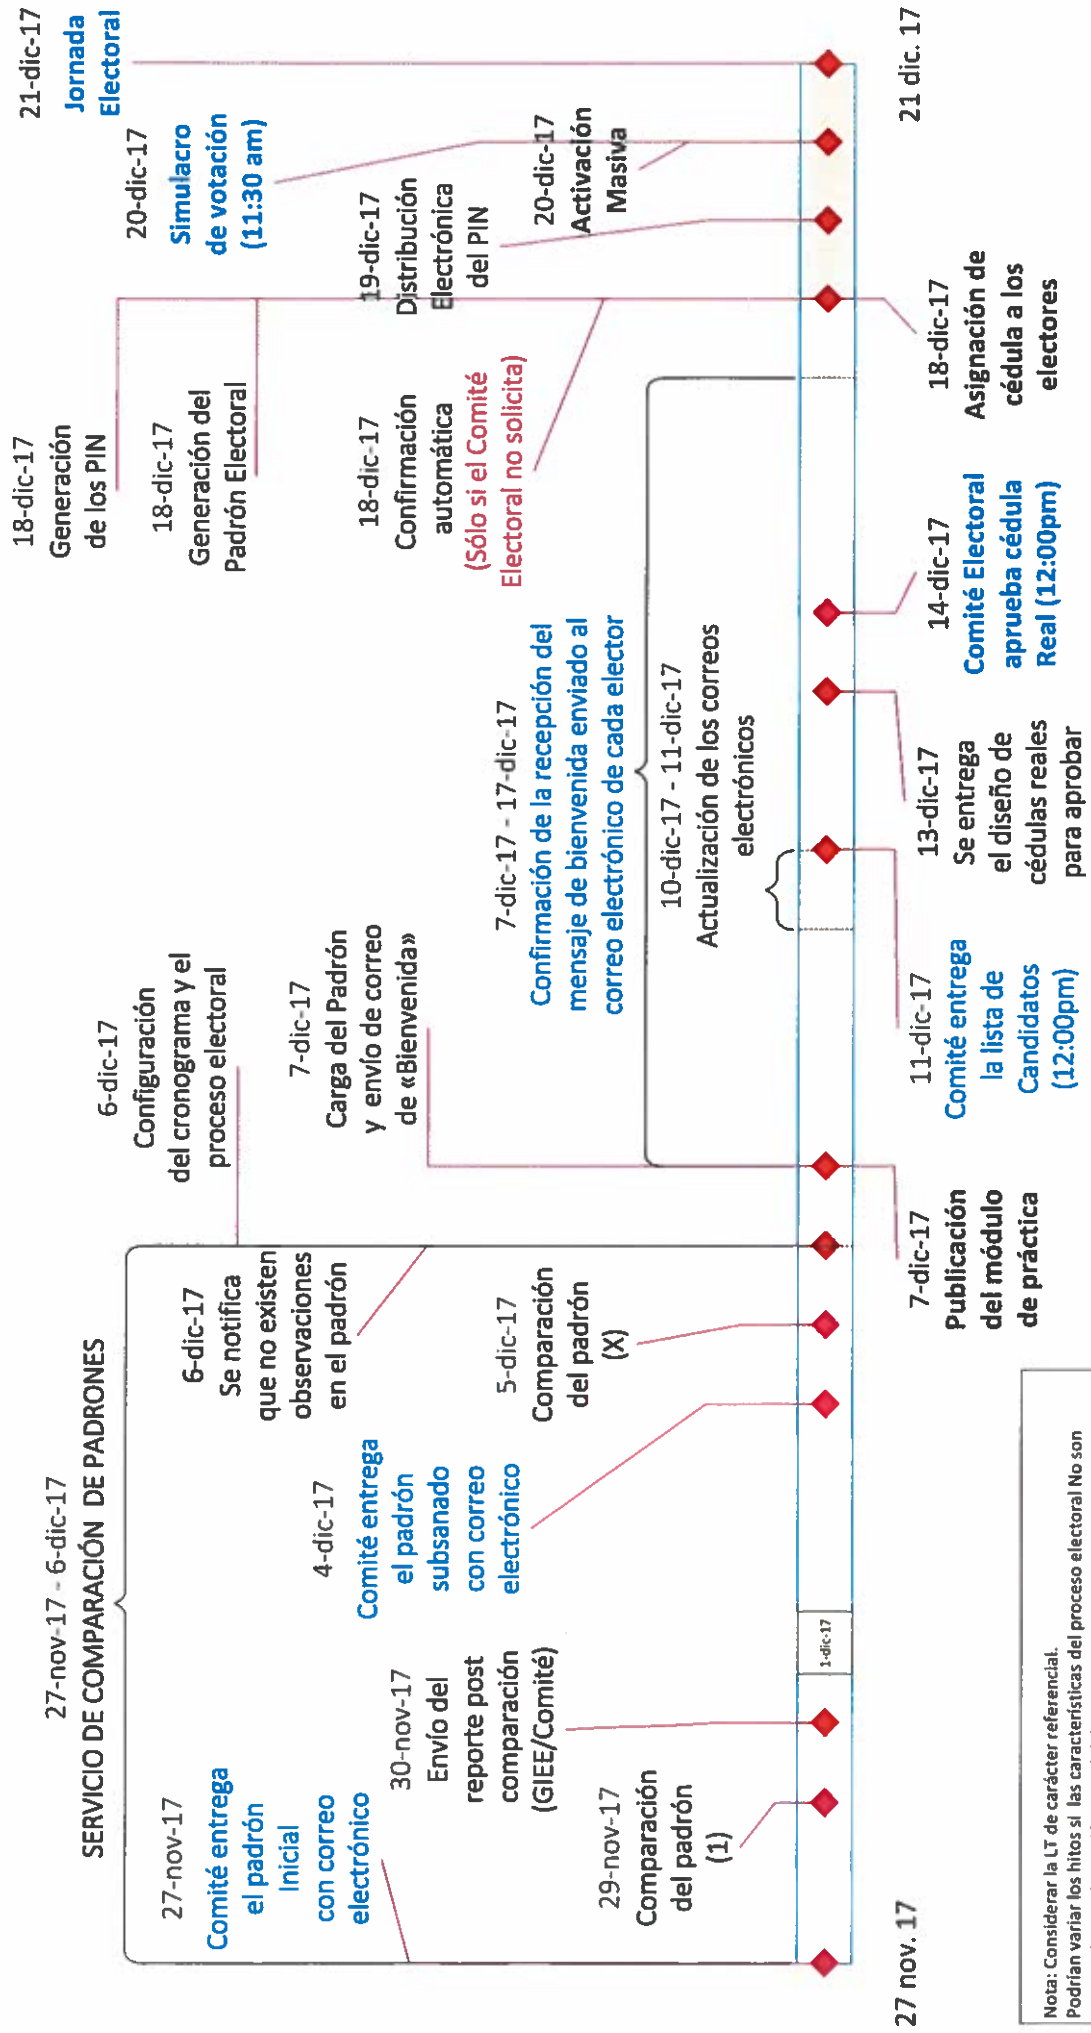 27-nov-17 - 6-dic-17
SERVICIO DE COMPARACIÓN DE PADRONES
27-nov-17
Comité entrega
el padrón
Inicial
con correo
electrónico
30-nov-17
Envío del
reporte post
comparación
(GIEE/Comité)
29-nov-17
Comparación
del padrón
(1)
27 nov. 17
1-dic-17
4-dic-17
Comité entrega
el padrón
subsanado
con correo
electrónico
6-dic-17
Se notifica
que no existen
observaciones
en el padrón
5-dic-17
Comparación
del padrón
(X)
6-dic-17
Configuración
del cronograma y el
proceso electoral
7-dic-17
Carga del Padrón
y envío de correo
de «Bienvenida»
7-dic-17
Publicación
del módulo
de práctica
7-dic-17 - 17-dic-17
Confirmación de la recepción del
mensaje de bienvenida enviado al
correo electrónico de cada elector
10-dic-17 - 11-dic-17
Actualización de los correos
electrónicos
11-dic-17
Comité entrega
la lista de
Candidatos
(12:00pm)
13-dic-17
Se entrega
el diseño de
cédulas reales
para aprobar
14-dic-17
Comité Electoral
aprueba cédula
Real (12:00pm)
18-dic-17
Generación
de los PIN
18-dic-17
Generación del
Padrón Electoral
18-dic-17
Confirmación
automática
(Sólo si el Comité
Electoral no solicita)
18-dic-17
Asignación de
cédula a los
electores
19-dic-17
Distribución
Electrónica
del PIN
20-dic-17
Simulacro
de votación
(11:30 am)
20-dic-17
Activación
Masiva
21-dic-17
Jornada
Electoral
21 dic. 17
Nota: Considerar la LT de carácter referencial.
Podrían variar los hitos si las características del proceso electoral No son